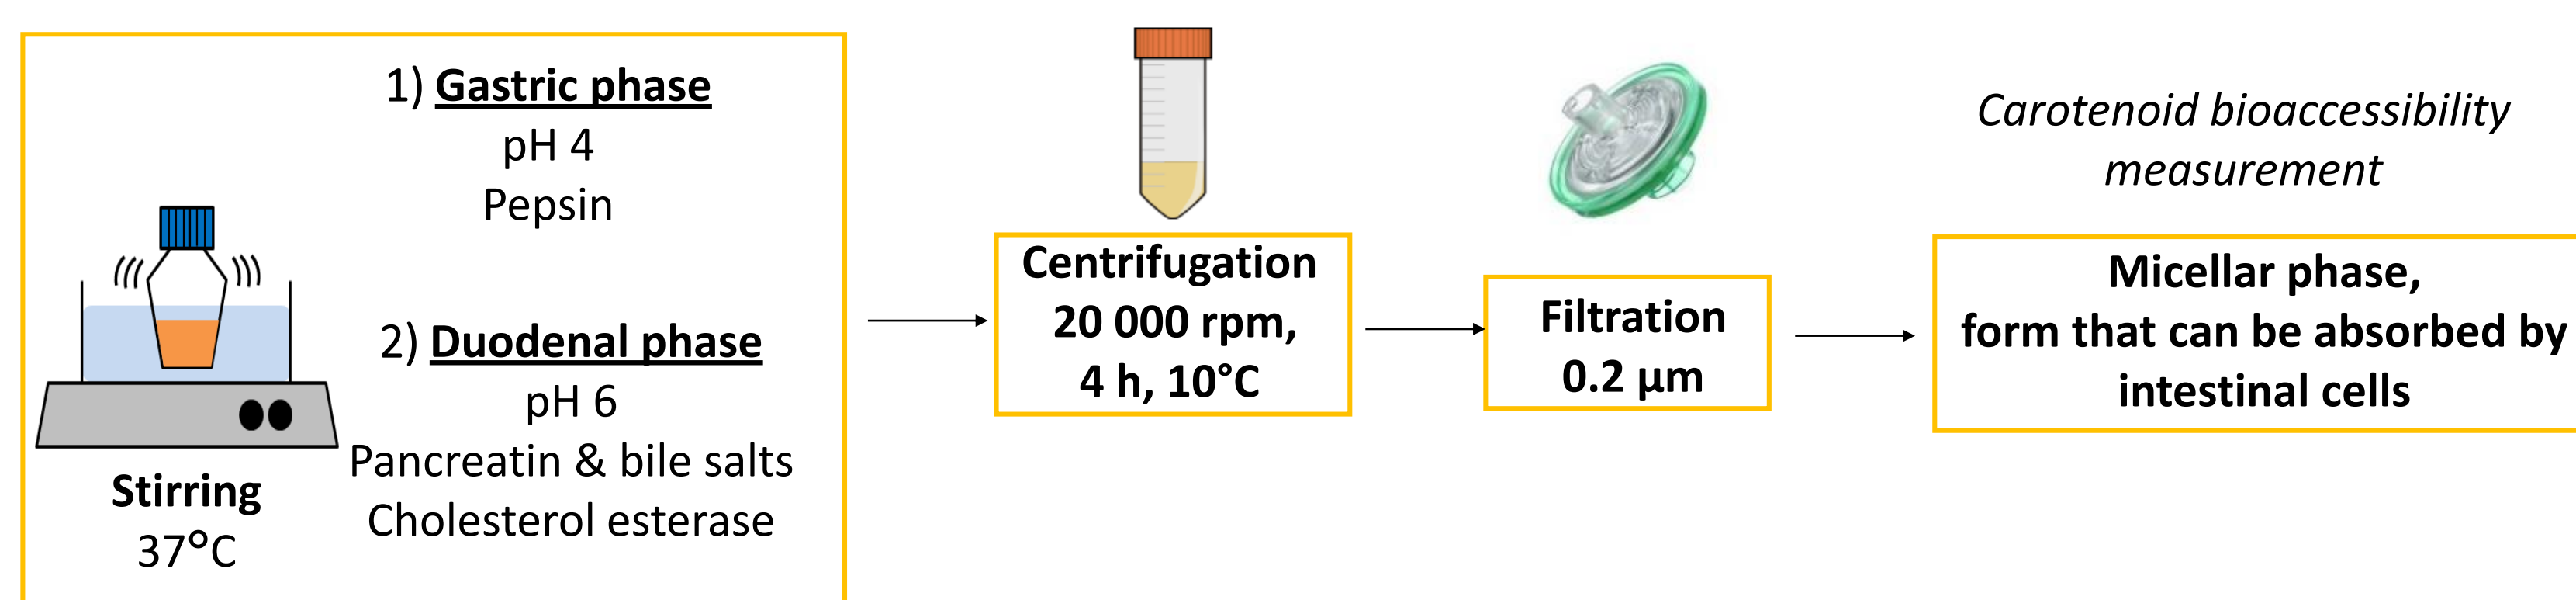 1) Gastric phase
pH 4
Pepsin
2) Duodenal phase
pH 6
Pancreatin & bile salts
Cholesterol esterase
Stirring
37°C
Centrifugation
20 000 rpm,
4 h, 10°C
Filtration
0.2 µm
Carotenoid bioaccessibility
measurement
Micellar phase,
form that can be absorbed by
intestinal cells